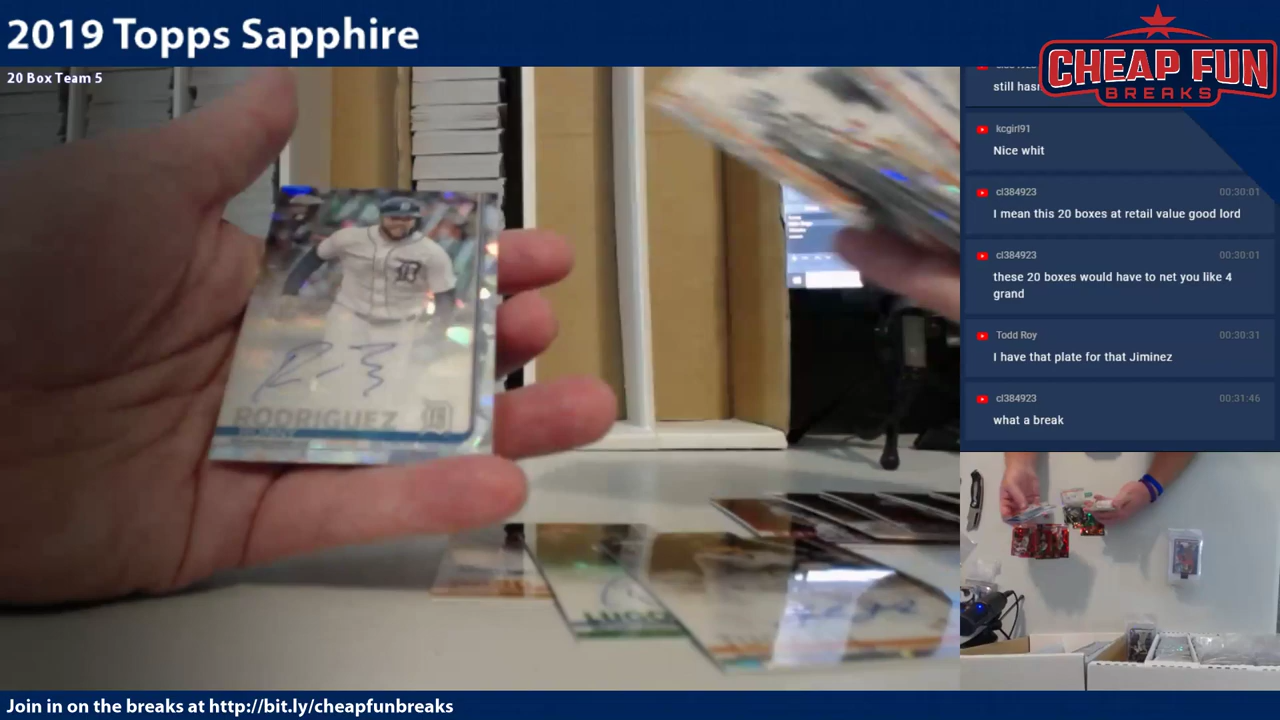 2019 Topps Sapphire
20 Box Team 5
CHEAP FUN
BREAKS
still hasn
kcgirl91
Nice whit
cl384923 00:30:01
I mean this 20 boxes at retail value good lord
cl384923 00:30:01
these 20 boxes would have to net you like 4
grand
Todd Roy 00:30:31
I have that plate for that Jiminez
cl384923 00:31:46
what a break
RODRIGUEZ
D
Join in on the breaks at http://bit.ly/cheapfunbreaks